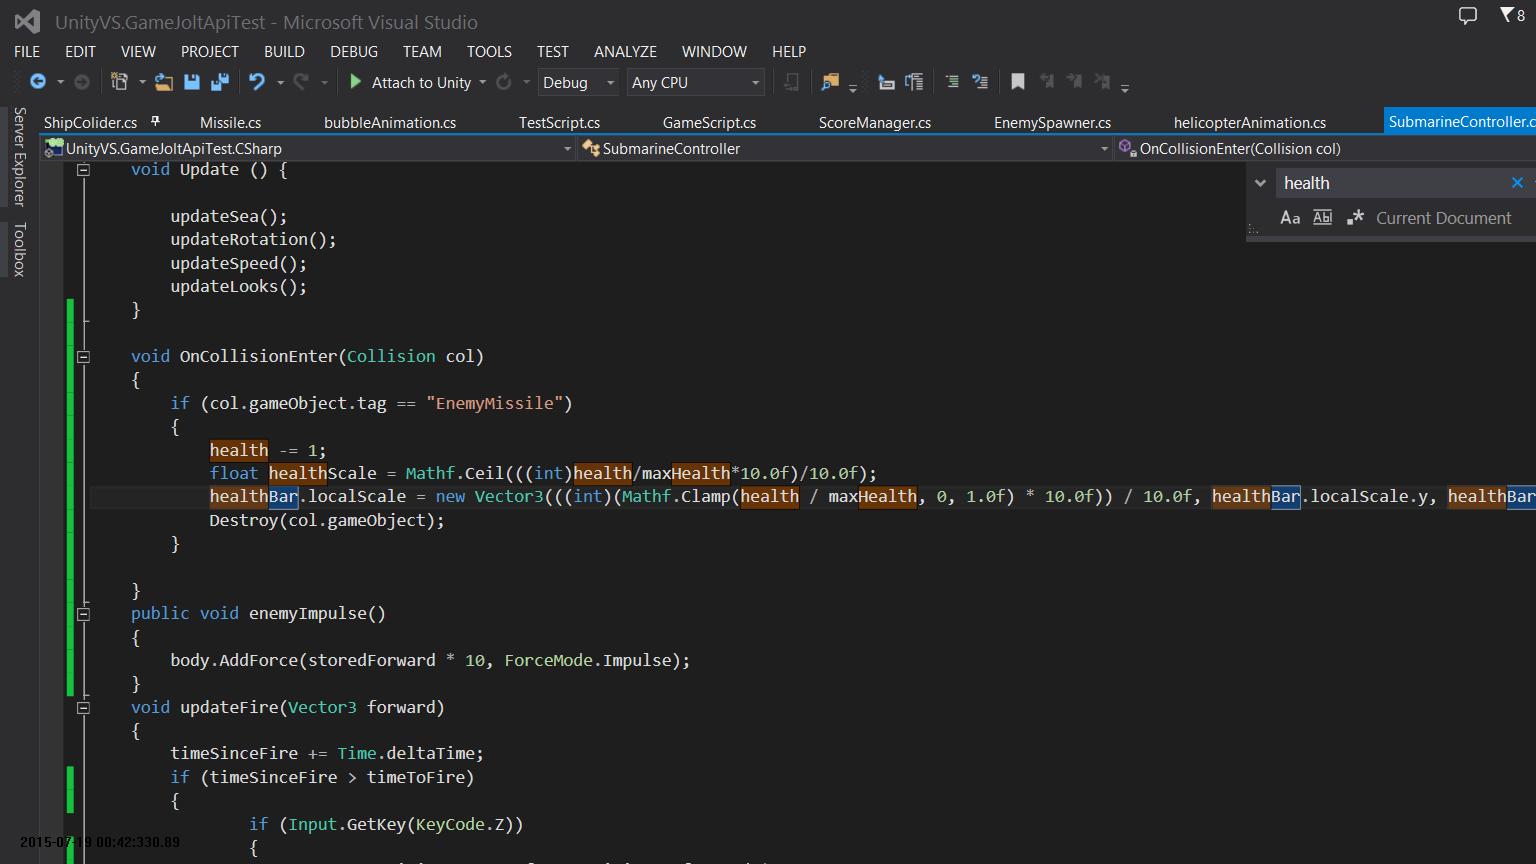 UnityVS.GameJoltApiTest - Microsoft Visual Studio
8
FILE EDIT VIEW PROJECT BUILD DEBUG TEAM TOOLS TEST ANALYZE WINDOW HELP
Attach to Unity Debug Any CPU
Server Explorer
Toolbox
ShipColider.cs Missile.cs bubbleAnimation.cs TestScript.cs GameScript.cs ScoreManager.cs EnemySpawner.cs helicopterAnimation.cs SubmarineController.c
UnityVS.GameJoltApiTest.CSharp SubmarineController OnCollisionEnter(Collision col)
health
Aa Abl .* Current Document
void Update () {
updateSea();
updateRotation();
updateSpeed();
updateLooks();
}
void OnCollisionEnter(Collision col)
{
if (col.gameObject.tag == "EnemyMissile")
{
health -= 1;
float healthScale = Mathf.Ceil(((int)health/maxHealth*10.0f)/10.0f);
healthBar.localScale = new Vector3(((int)(Mathf.Clamp(health / maxHealth, 0, 1.0f) * 10.0f)) / 10.0f, healthBar.localScale.y, healthBar
Destroy(col.gameObject);
}
}
public void enemyImpulse()
{
body.AddForce(storedForward * 10, ForceMode.Impulse);
}
void updateFire(Vector3 forward)
{
timeSinceFire += Time.deltaTime;
if (timeSinceFire > timeToFire)
{
if (Input.GetKey(KeyCode.Z))
{
2015-07-19 00:42:330.89